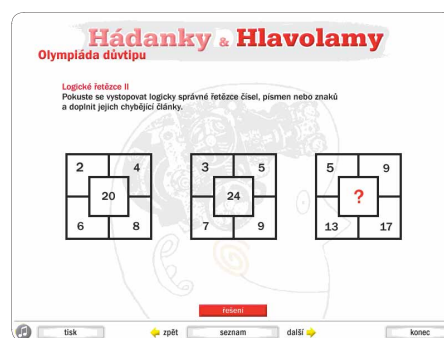 Hádanky & Hlavolamy
Olympiáda důvtipu
Logické řetězce II
Pokuste se vystopovat logicky správné řetězce čísel, písmen nebo znaků
a doplnit jejich chybějící články.
2 4
20
6 8
3 5
24
7 9
5 9
?
13 17
řešení
tisk zpět seznam další konec